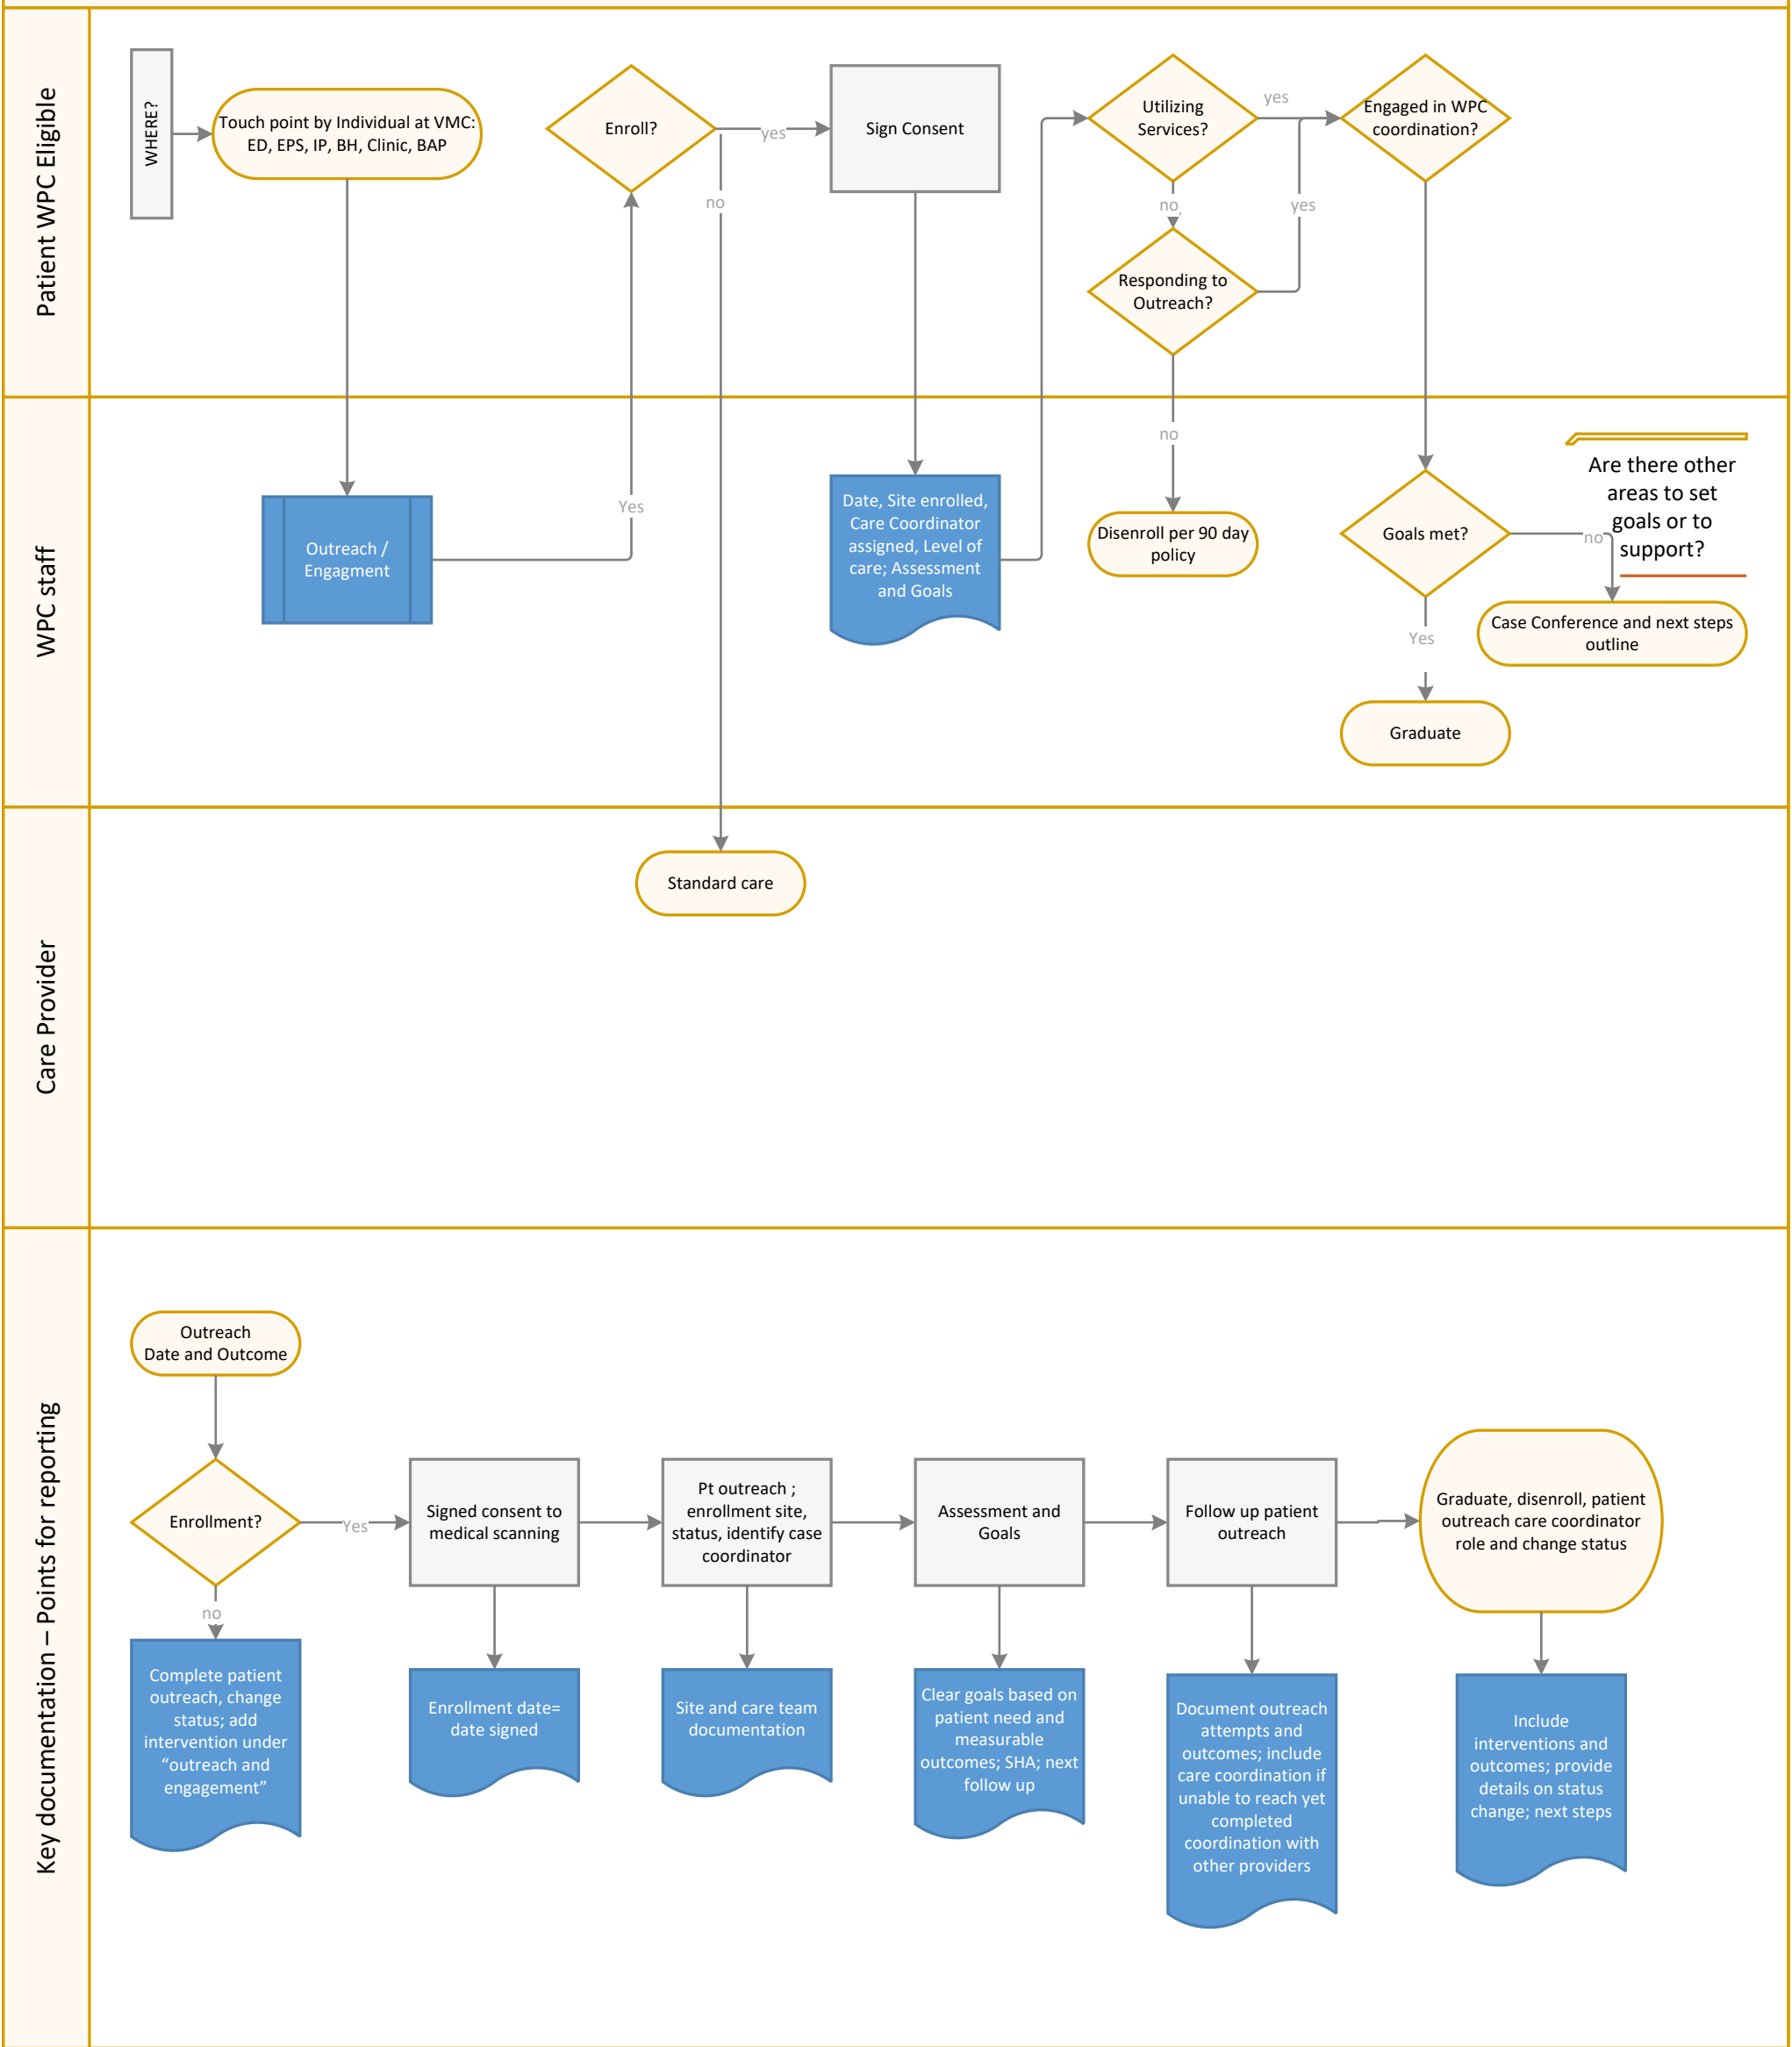 Patient WPC Eligible
WHERE?
Touch point by Individual at VMC:
ED, EPS, IP, BH, Clinic, BAP
Enroll?
yes
no
Sign Consent
Utilizing
Services?
yes
no
Responding to
Outreach?
yes
Engaged in WPC
coordination?
WPC staff
Outreach /
Engagment
Yes
Date, Site enrolled,
Care Coordinator
assigned, Level of
care; Assessment
and Goals
no
Disenroll per 90 day
policy
Goals met?
no
Are there other
areas to set
goals or to
support?
Case Conference and next steps
outline
Yes
Graduate
Care Provider
Standard care
Key documentation – Points for reporting
Outreach
Date and Outcome
Enrollment?
Yes
no
Signed consent to
medical scanning
Pt outreach ;
enrollment site,
status, identify case
coordinator
Assessment and
Goals
Follow up patient
outreach
Graduate, disenroll, patient
outreach care coordinator
role and change status
Complete patient
outreach, change
status; add
intervention under
“outreach and
engagement”
Enrollment date=
date signed
Site and care team
documentation
Clear goals based on
patient need and
measurable
outcomes; SHA; next
follow up
Document outreach
attempts and
outcomes; include
care coordination if
unable to reach yet
completed
coordination with
other providers
Include
interventions and
outcomes; provide
details on status
change; next steps